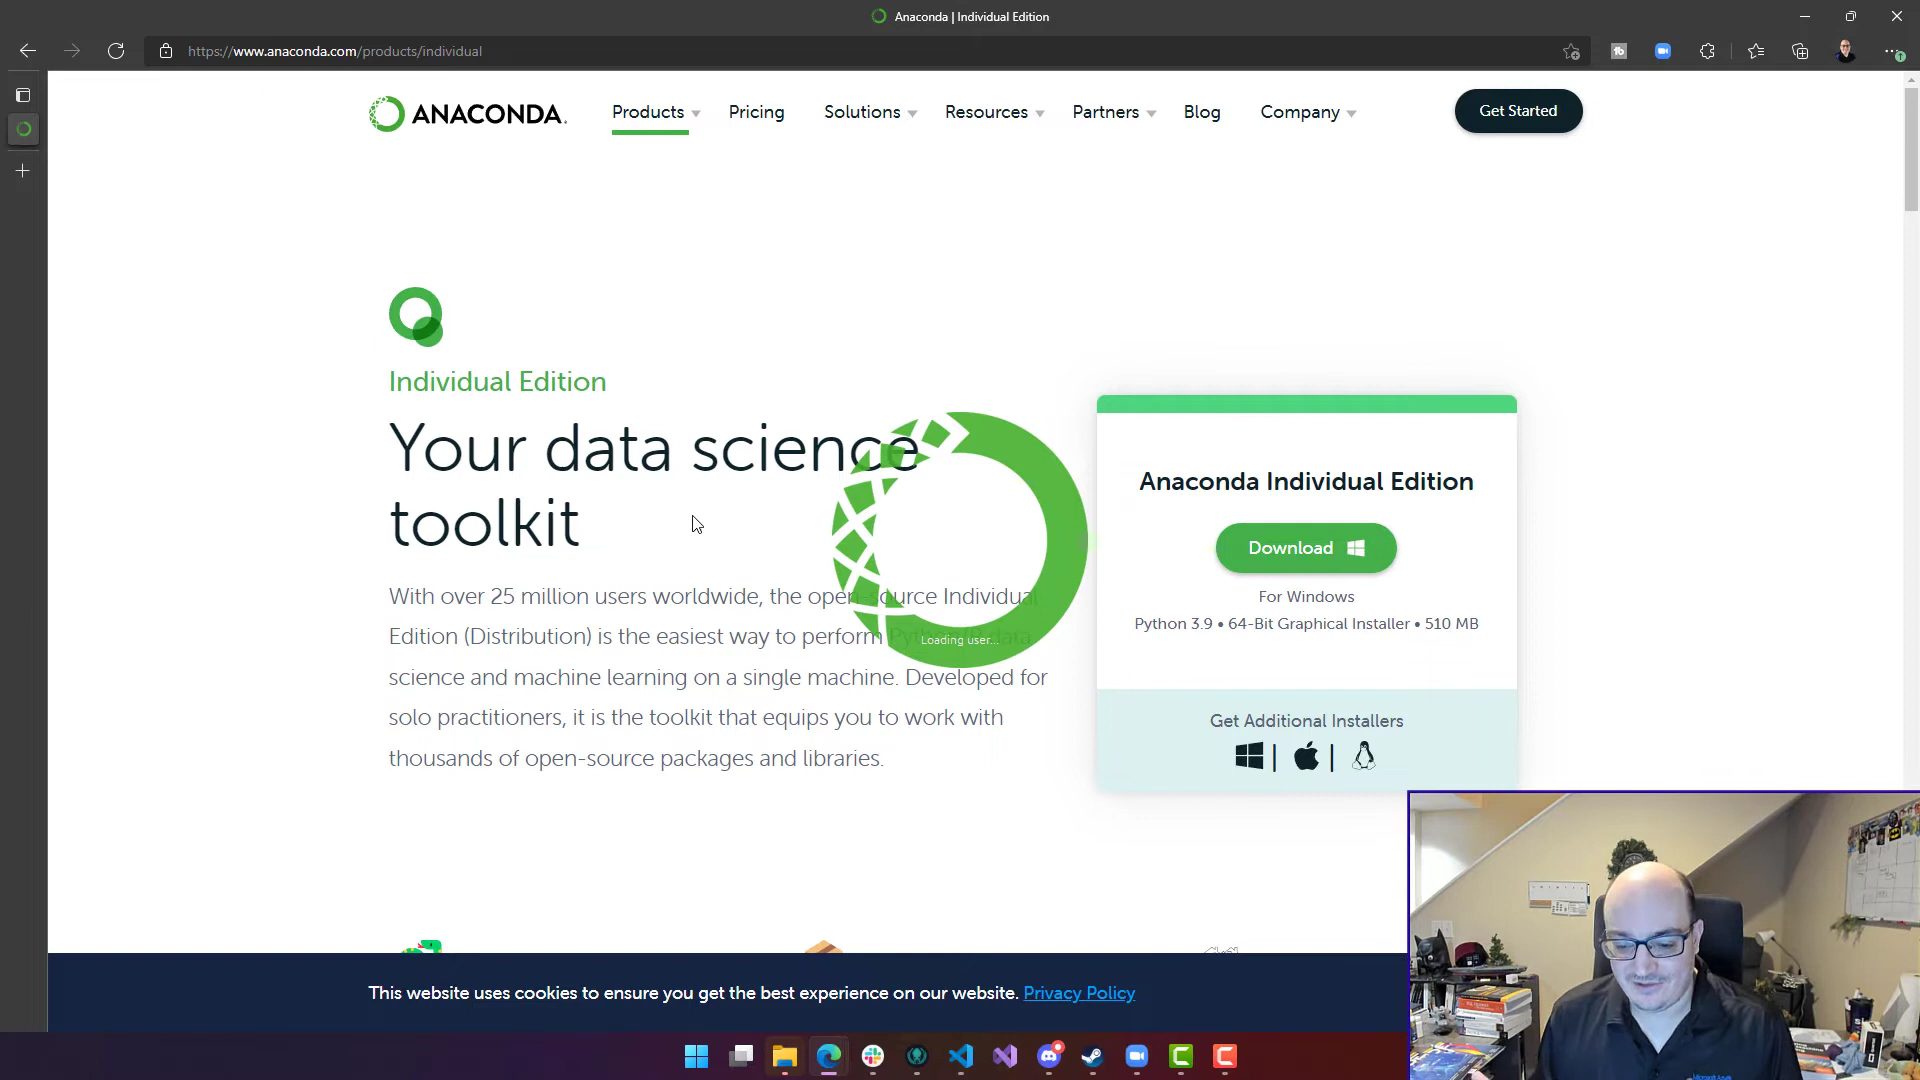 Anaconda | Individual Edition
https://www.anaconda.com/products/individual
ANACONDA.
Products
Pricing
Solutions
Resources
Partners
Blog
Company
Get Started
Individual Edition
Your data science
toolkit
With over 25 million users worldwide, the open-source Individual
Edition (Distribution) is the easiest way to perform Python/R data
science and machine learning on a single machine. Developed for
solo practitioners, it is the toolkit that equips you to work with
thousands of open-source packages and libraries.
Loading user...
Anaconda Individual Edition
Download
For Windows
Python 3.9 • 64-Bit Graphical Installer • 510 MB
Get Additional Installers
This website uses cookies to ensure you get the best experience on our website. Privacy Policy